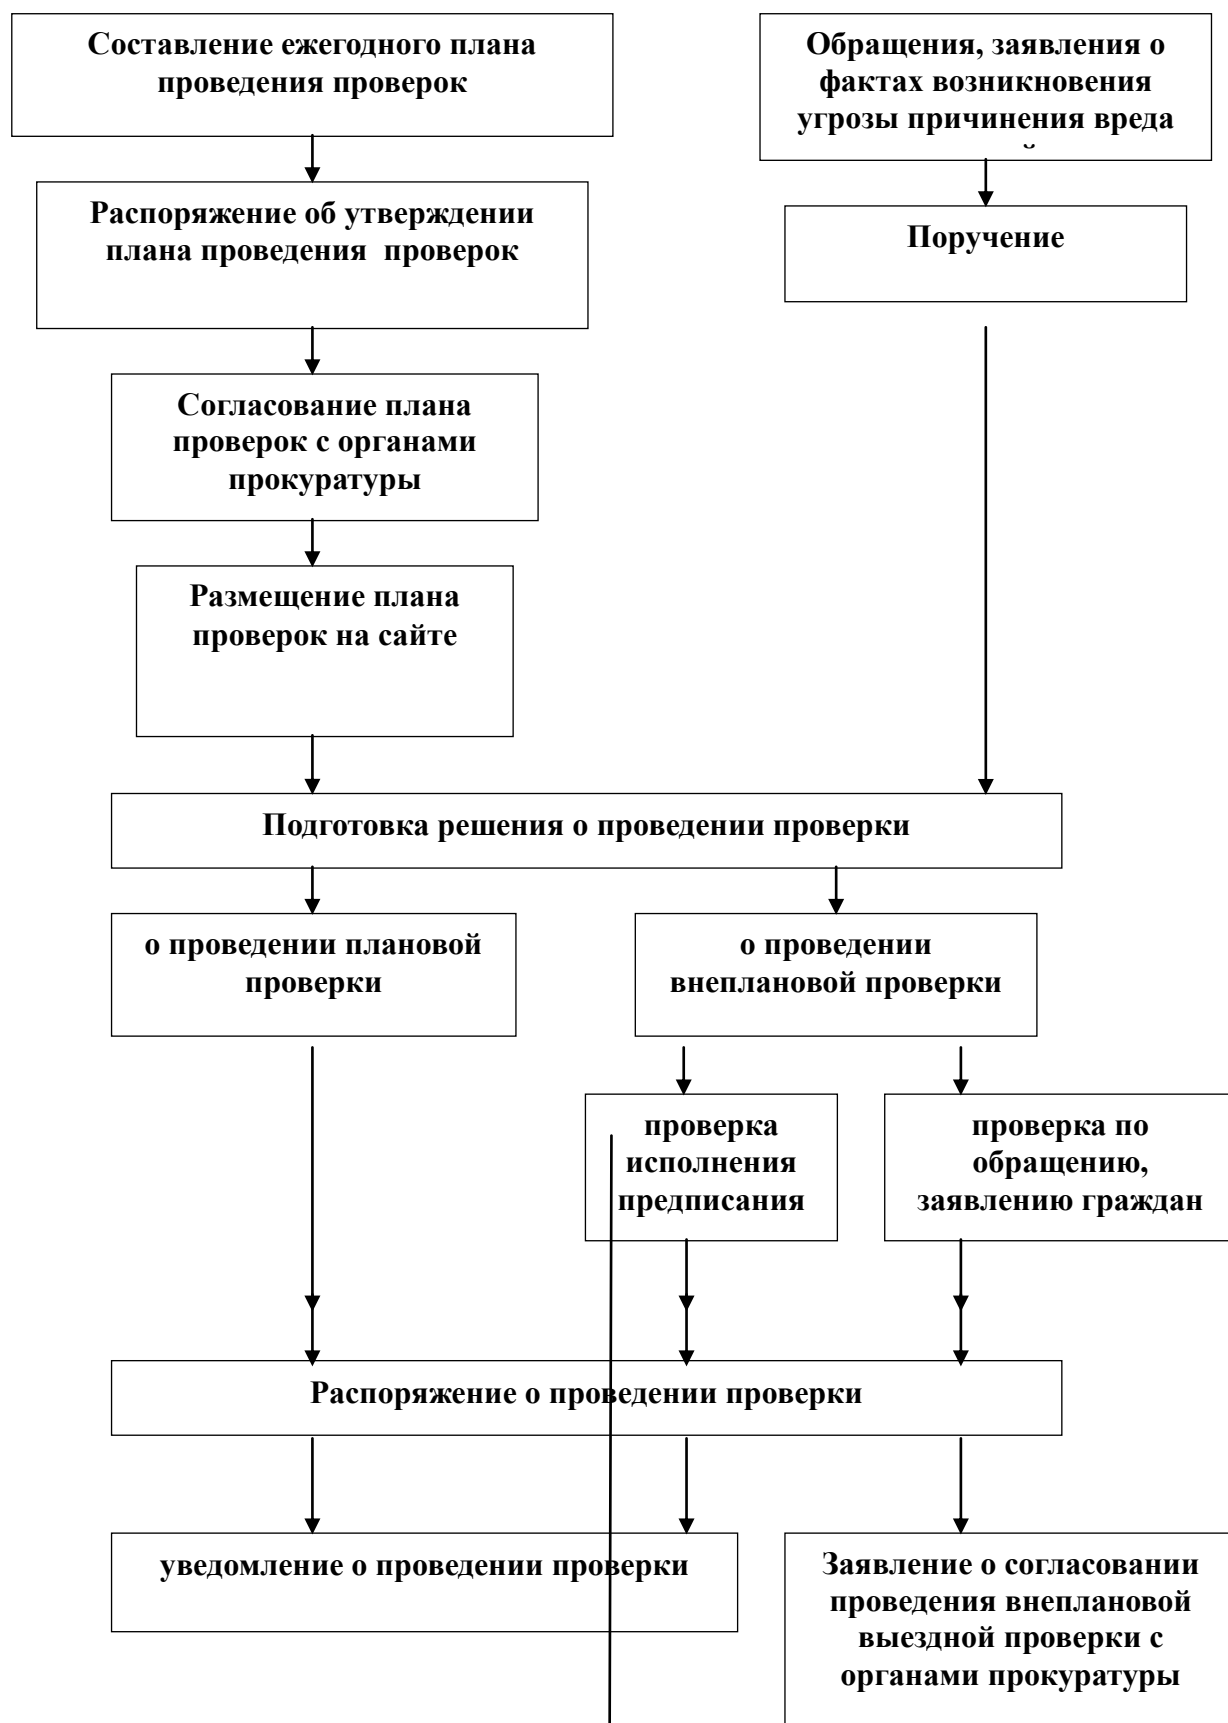 Составление ежегодного плана
проведения проверок
Обращения, заявления о
фактах возникновения
угрозы причинения вреда
Распоряжение об утверждении
плана проведения проверок
Поручение
Согласование плана
проверок с органами
прокуратуры
Размещение плана
проверок на сайте
Подготовка решения о проведении проверки
о проведении плановой
проверки
о проведении
внеплановой проверки
проверка
исполнения
предписания
проверка по
обращению,
заявлению граждан
Распоряжение о проведении проверки
уведомление о проведении проверки
Заявление о согласовании
проведения внеплановой
выездной проверки с
органами прокуратуры